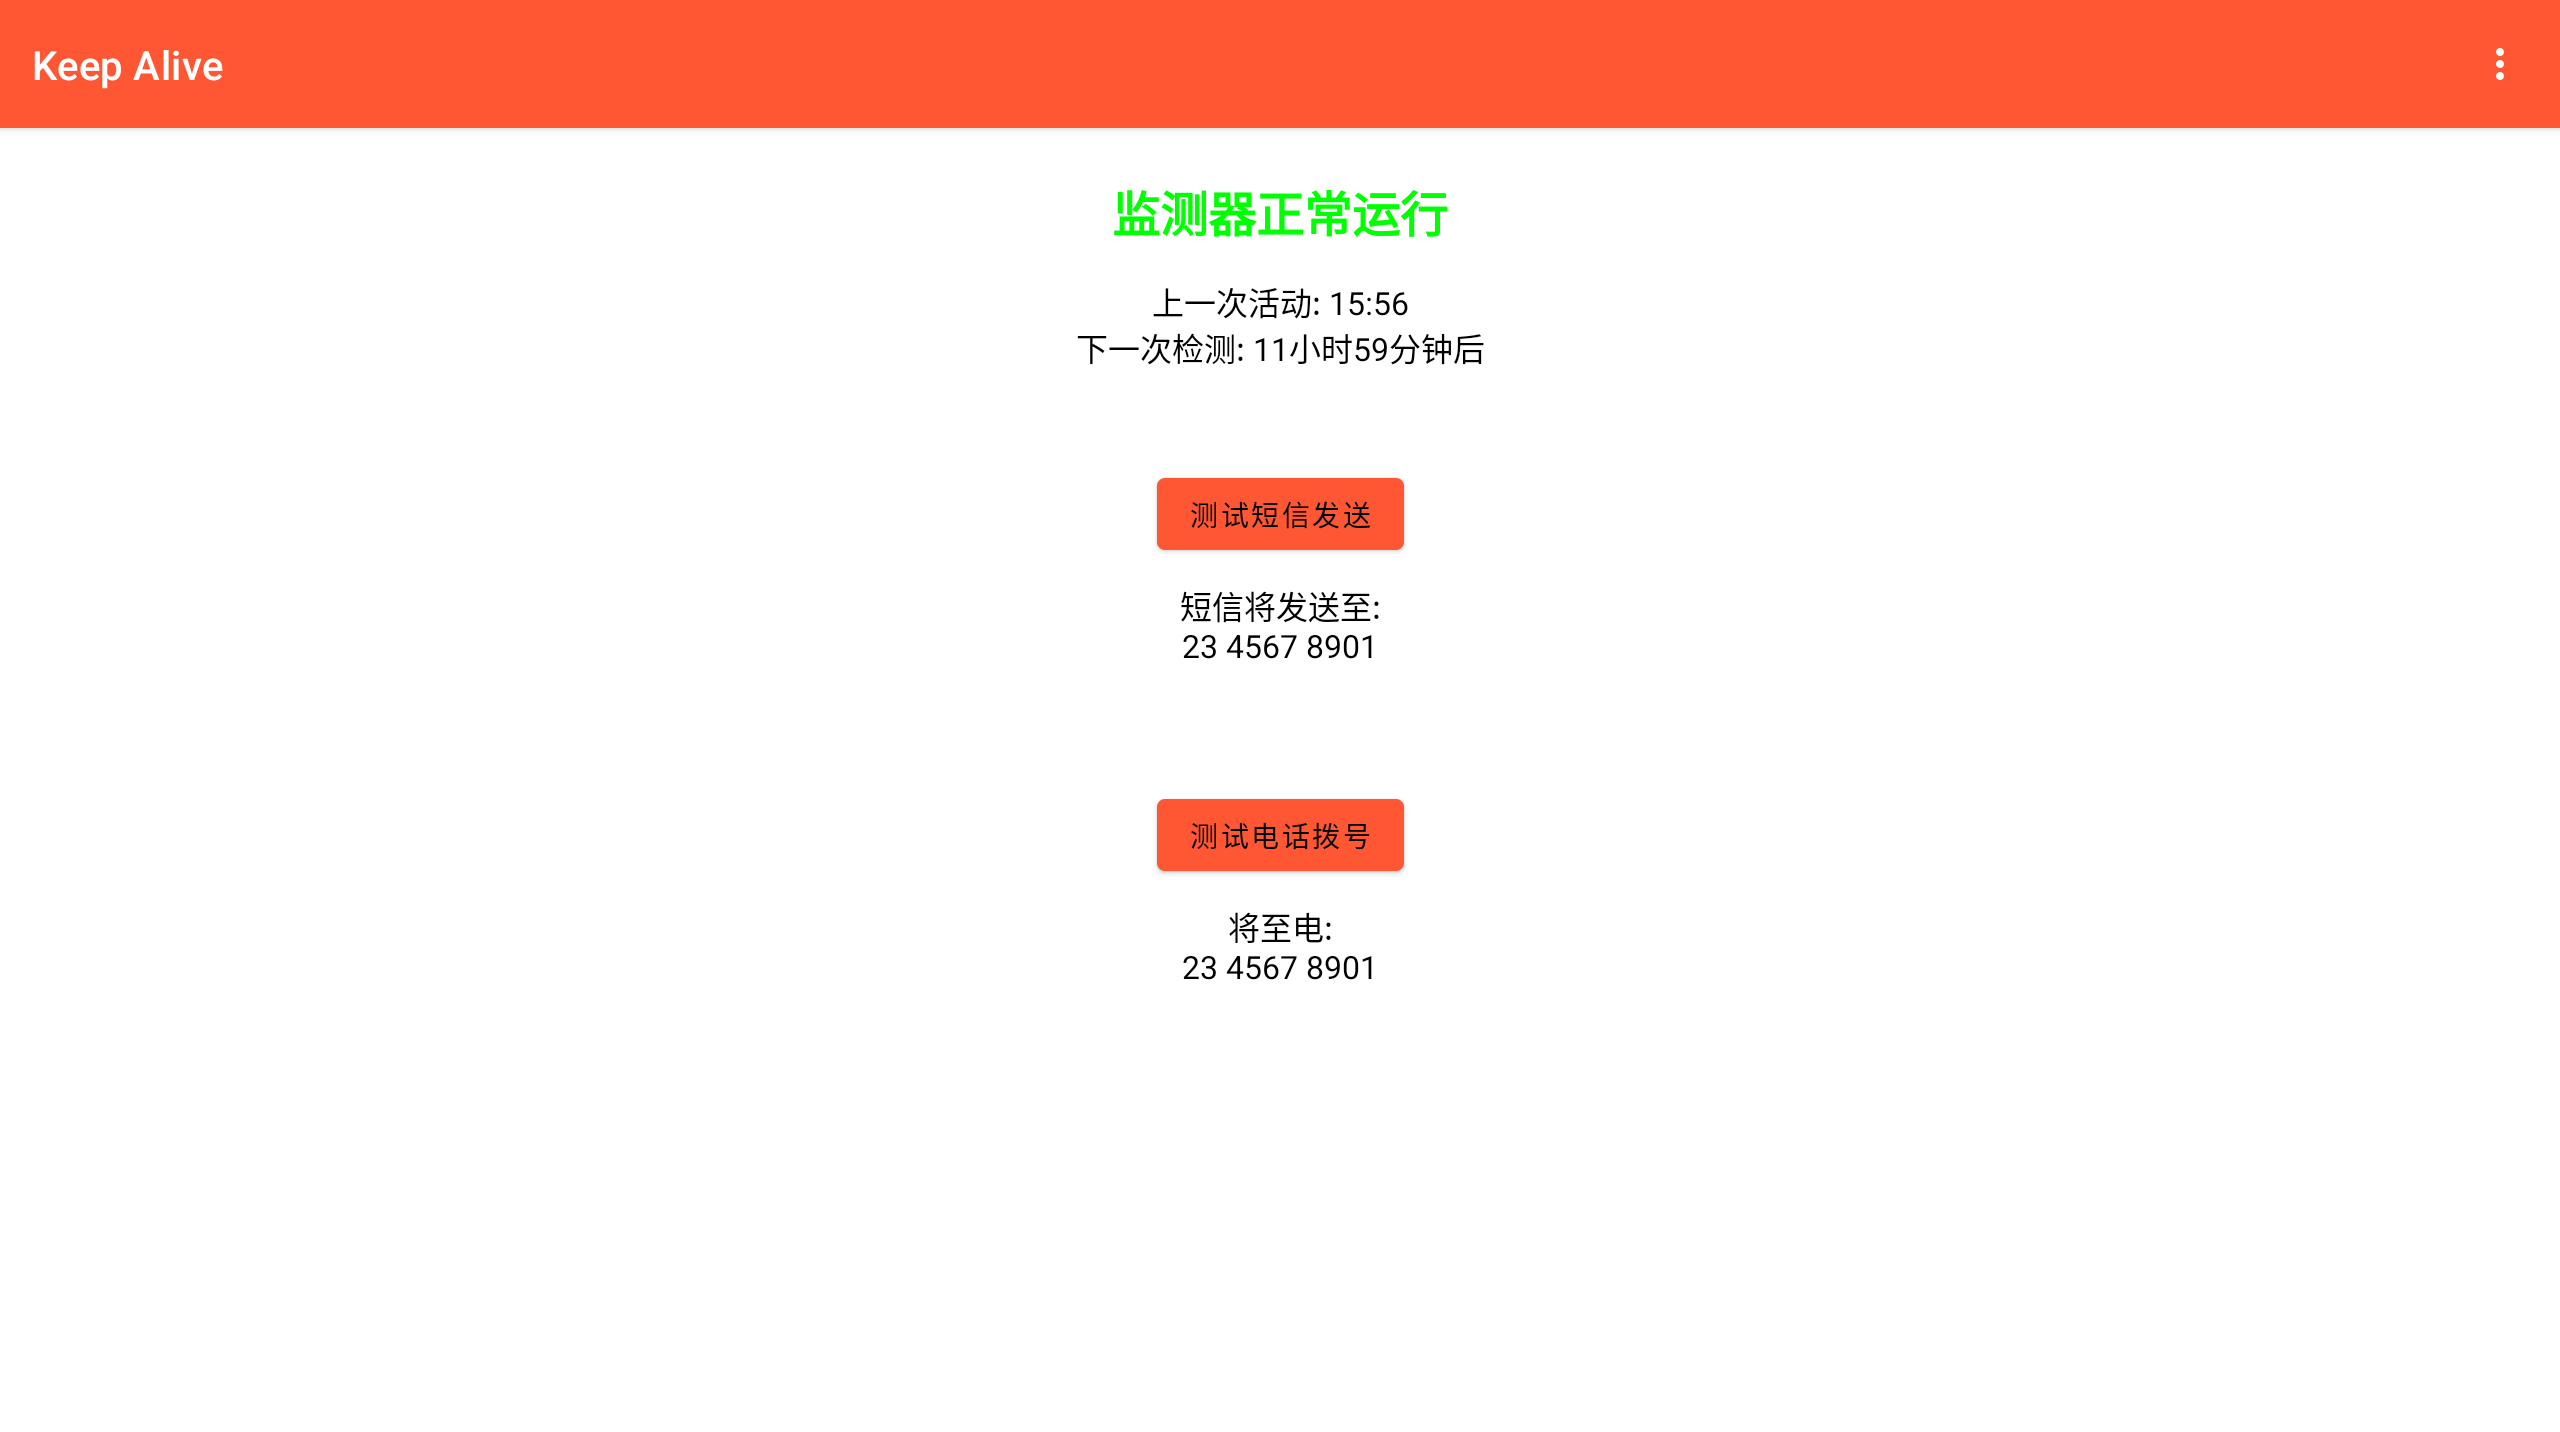 Keep Alive
监测器正常运行
上一次活动: 15:56
下一次检测: 11小时59分钟后
测试短信发送
短信将发送至:
23 4567 8901
测试电话拨号
将至电:
23 4567 8901